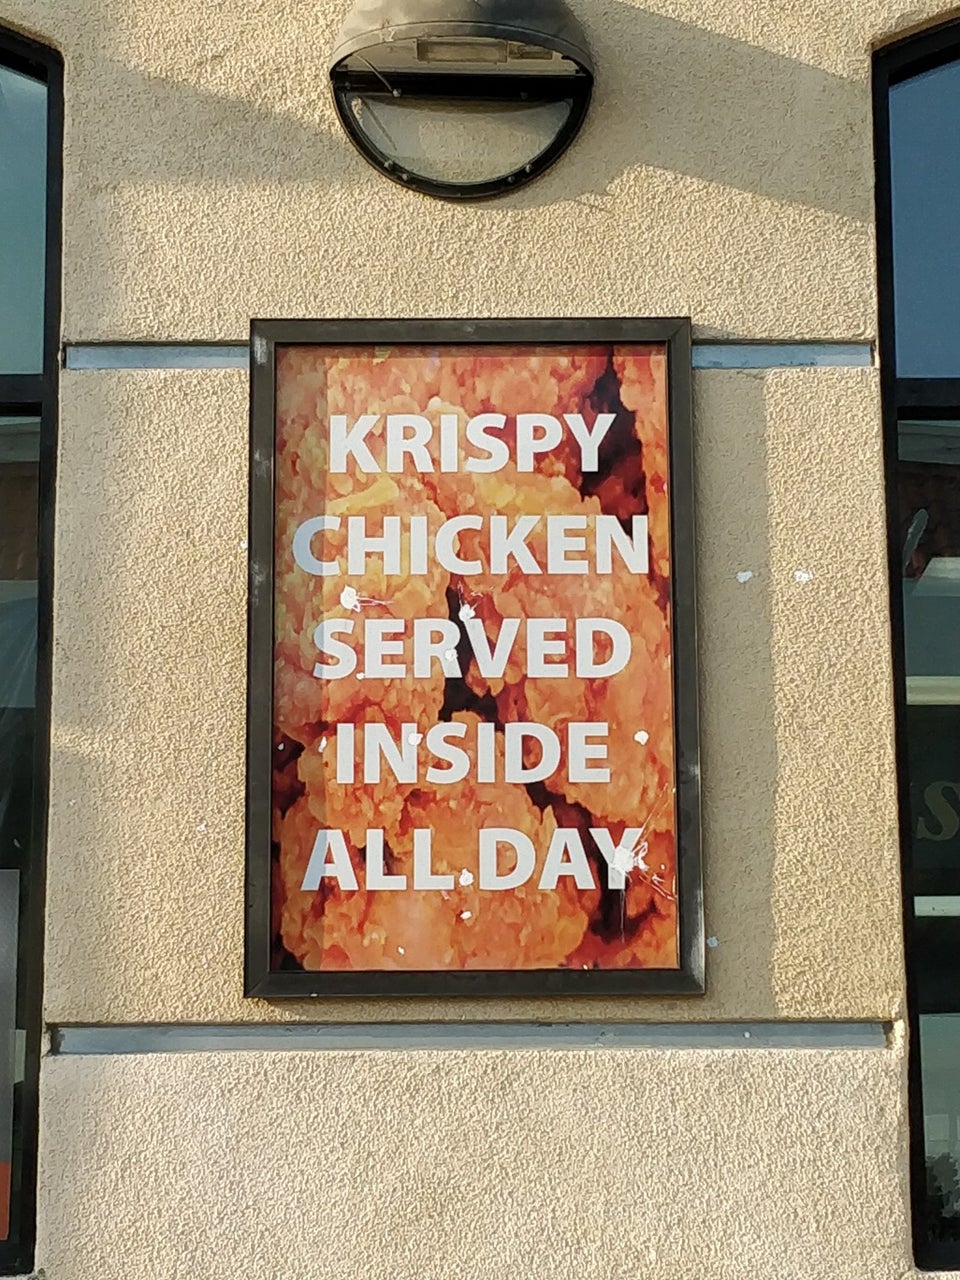 KRISPY
CHICKEN
SERVED
INSIDE
ALL DAY